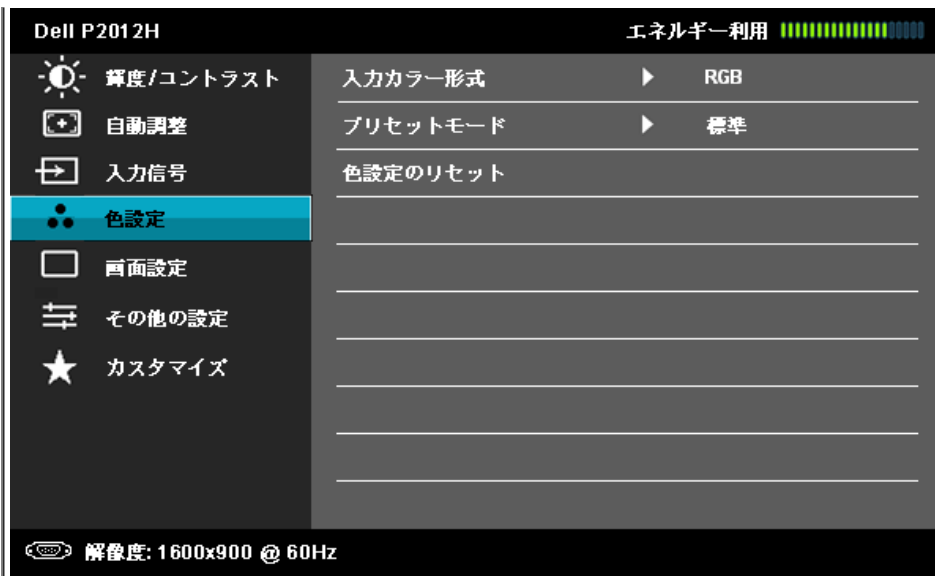 Dell P2012H エネルギー利用
輝度/コントラスト
自動調整
入力信号
色設定
画面設定
その他の設定
カスタマイズ
入力カラー形式 RGB
プリセットモード 標準
色設定のリセット
解像度: 1600x900 @ 60Hz